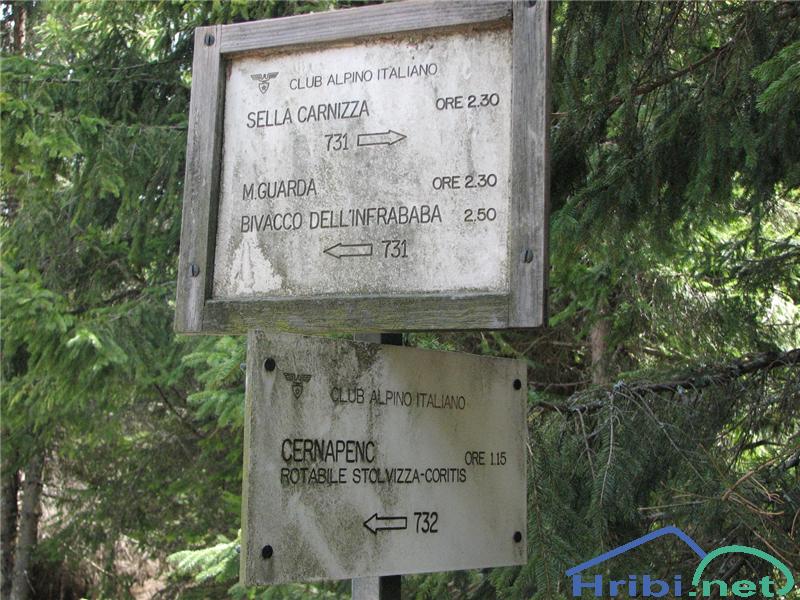 CLUB ALPINO ITALIANO
SELLA CARNIZZA ORE 2.30
731
M.GUARDA ORE 2.30
BIVACCO DELL'INFRABABA 2.50
731
CLUB ALPINO ITALIANO
CERNAPENC ORE 1.15
ROTABILE STOLVIZZA-CORITIS
732
Hribi.net